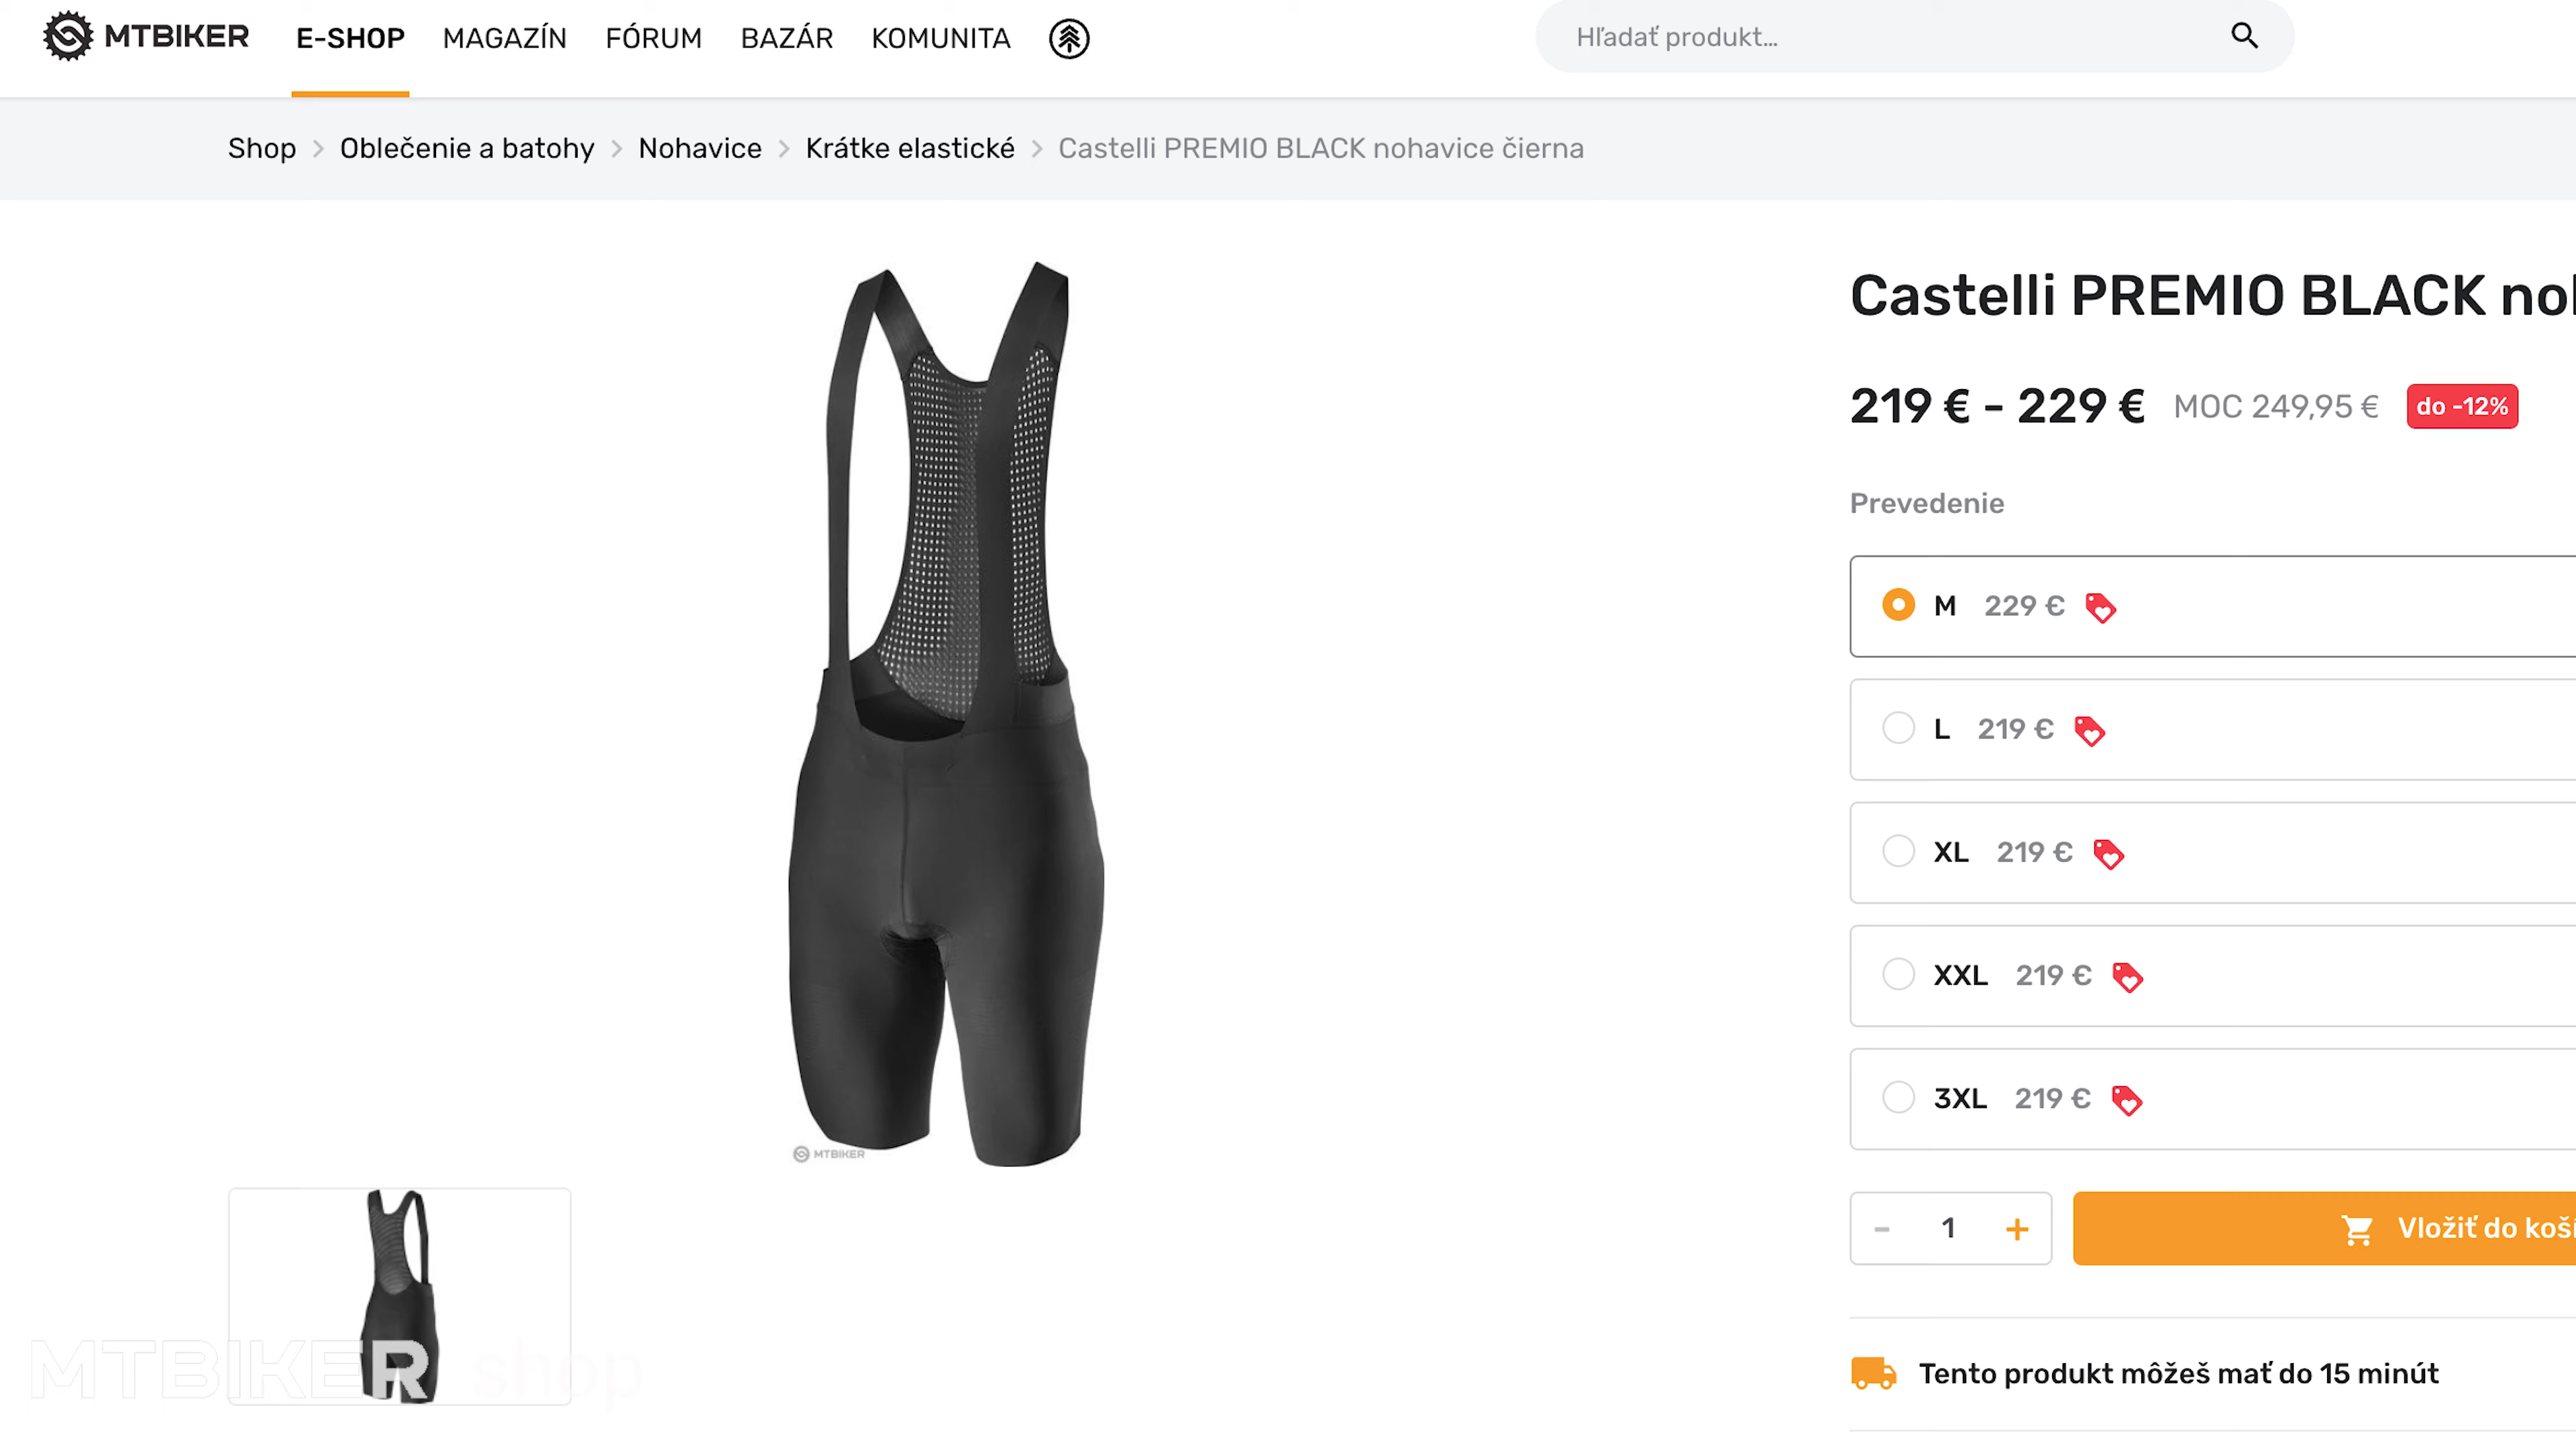 MTBIKER E-SHOP MAGAZÍN FÓRUM BAZÁR KOMUNITA Hľadať produkt...
Shop Oblečenie a batohy Nohavice Krátke elastické Castelli PREMIO BLACK nohavice čierna
Castelli PREMIO BLACK
219 € - 229 € MOC 249,95 € do -12%
Prevedenie
M 229 €
L 219 €
XL 219 €
XXL 219 €
3XL 219 €
MTBIKER
- 1 +
Vložiť do
Tento produkt môžeš mať do 15 minút
MTBIKER shop